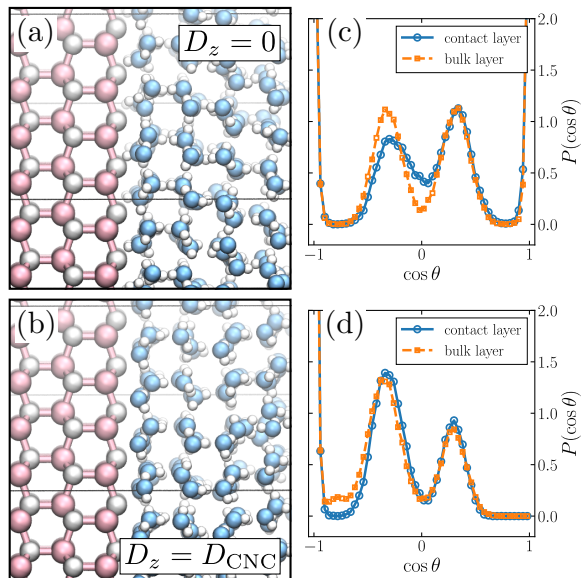 (a)
D_z = 0
(b)
D_z = D_CNC
(c)
contact layer
bulk layer
2.0
1.5
1.0
0.5
0.0
P(cos θ)
−1
0
1
cos θ
(d)
contact layer
bulk layer
2.0
1.5
1.0
0.5
0.0
P(cos θ)
−1
0
1
cos θ